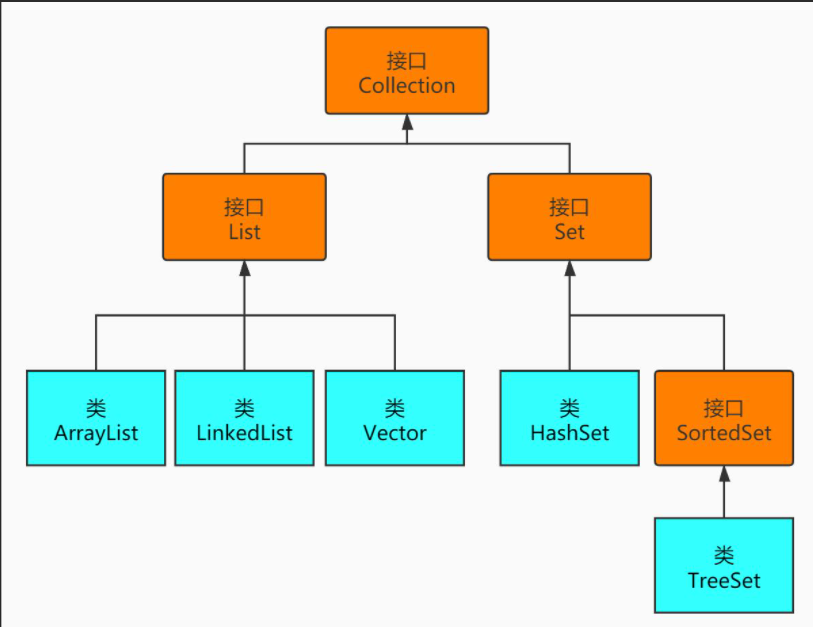 接口
Collection
接口
List
接口
Set
类
ArrayList
类
LinkedList
类
Vector
类
HashSet
接口
SortedSet
类
TreeSet